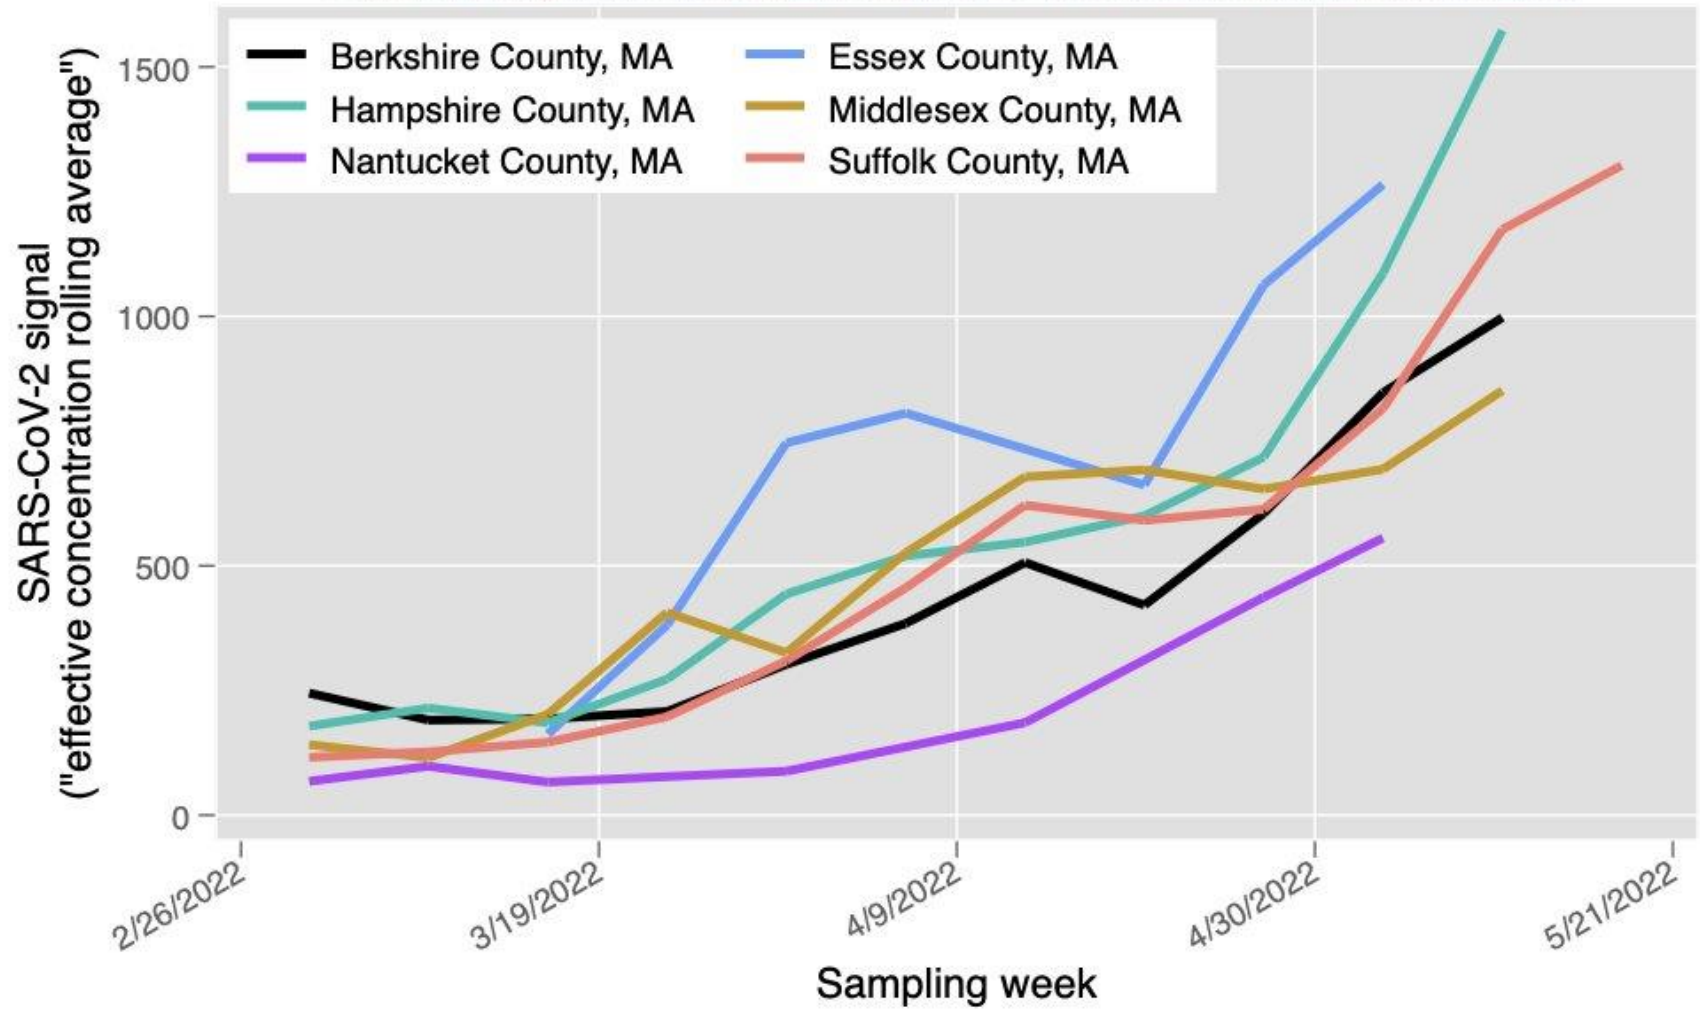 SARS-CoV-2 signal
("effective concentration rolling average")
1500
1000
500
0
Berkshire County, MA
Hampshire County, MA
Nantucket County, MA
Essex County, MA
Middlesex County, MA
Suffolk County, MA
2/26/2022
3/19/2022
4/9/2022
4/30/2022
5/21/2022
Sampling week